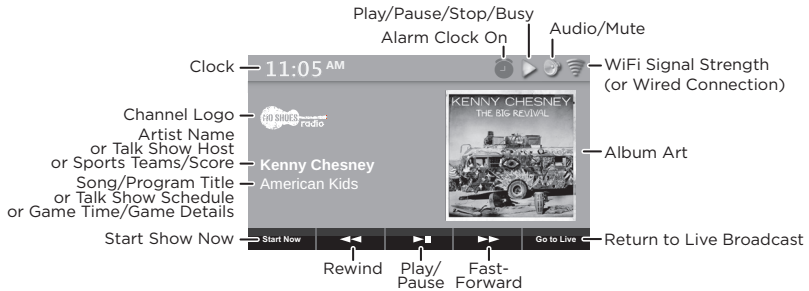 Play/Pause/Stop/Busy
Alarm Clock On
Audio/Mute
Clock
11:05 AM
WiFi Signal Strength
(or Wired Connection)
Channel Logo
NO SHOES
radio
KENNY CHESNEY
THE BIG REVIVAL
Artist Name
or Talk Show Host
or Sports Teams/Score
Kenny Chesney
Album Art
Song/Program Title
or Talk Show Schedule
or Game Time/Game Details
American Kids
Start Show Now
Start Now
Go to Live
Return to Live Broadcast
Rewind
Play/
Pause
Fast-
Forward